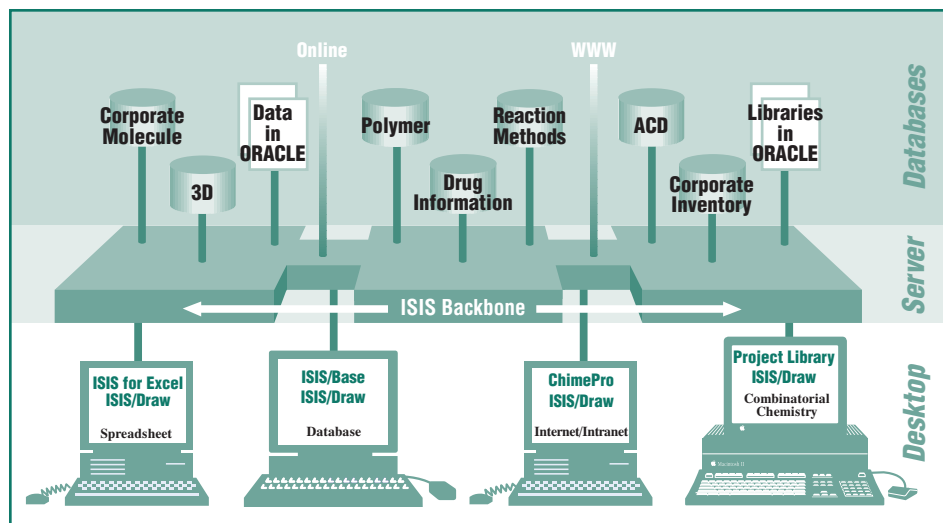 Online
WWW
Databases
Corporate
Molecule
Data
in
ORACLE
Polymer
Reaction
Methods
ACD
Libraries
in
ORACLE
3D
Drug
Information
Corporate
Inventory
Server
ISIS Backbone
Desktop
ISIS for Excel
ISIS/Draw
Spreadsheet
ISIS/Base
ISIS/Draw
Database
ChimePro
ISIS/Draw
Internet/Intranet
Project Library
ISIS/Draw
Combinatorial
Chemistry
Macintosh II